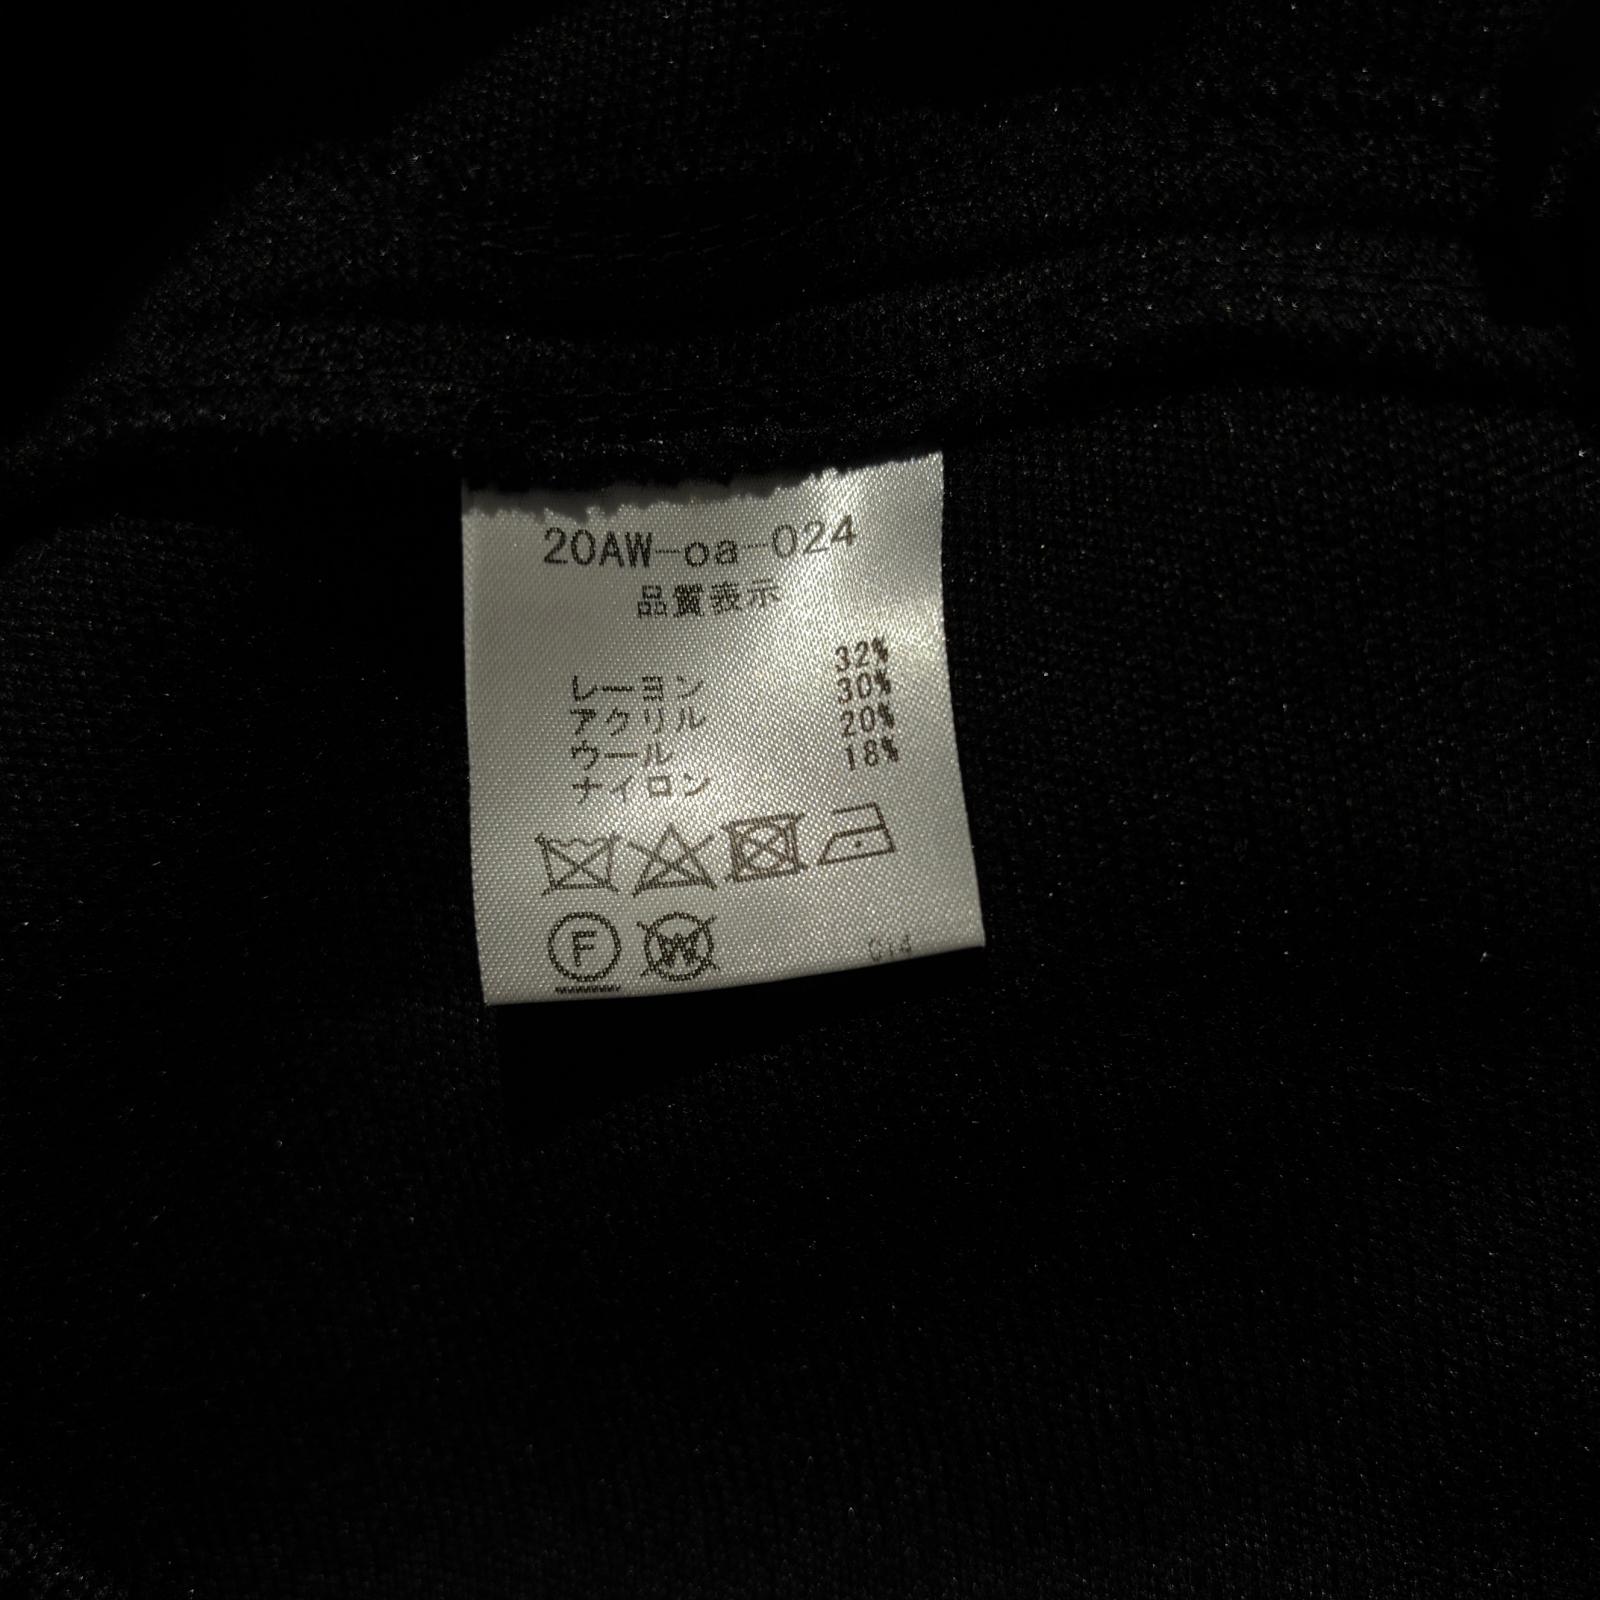 20AW-oa-024
品質表示
レーヨン 32%
アクリル 30%
ウール 20%
ナイロン 18%
F W
C14